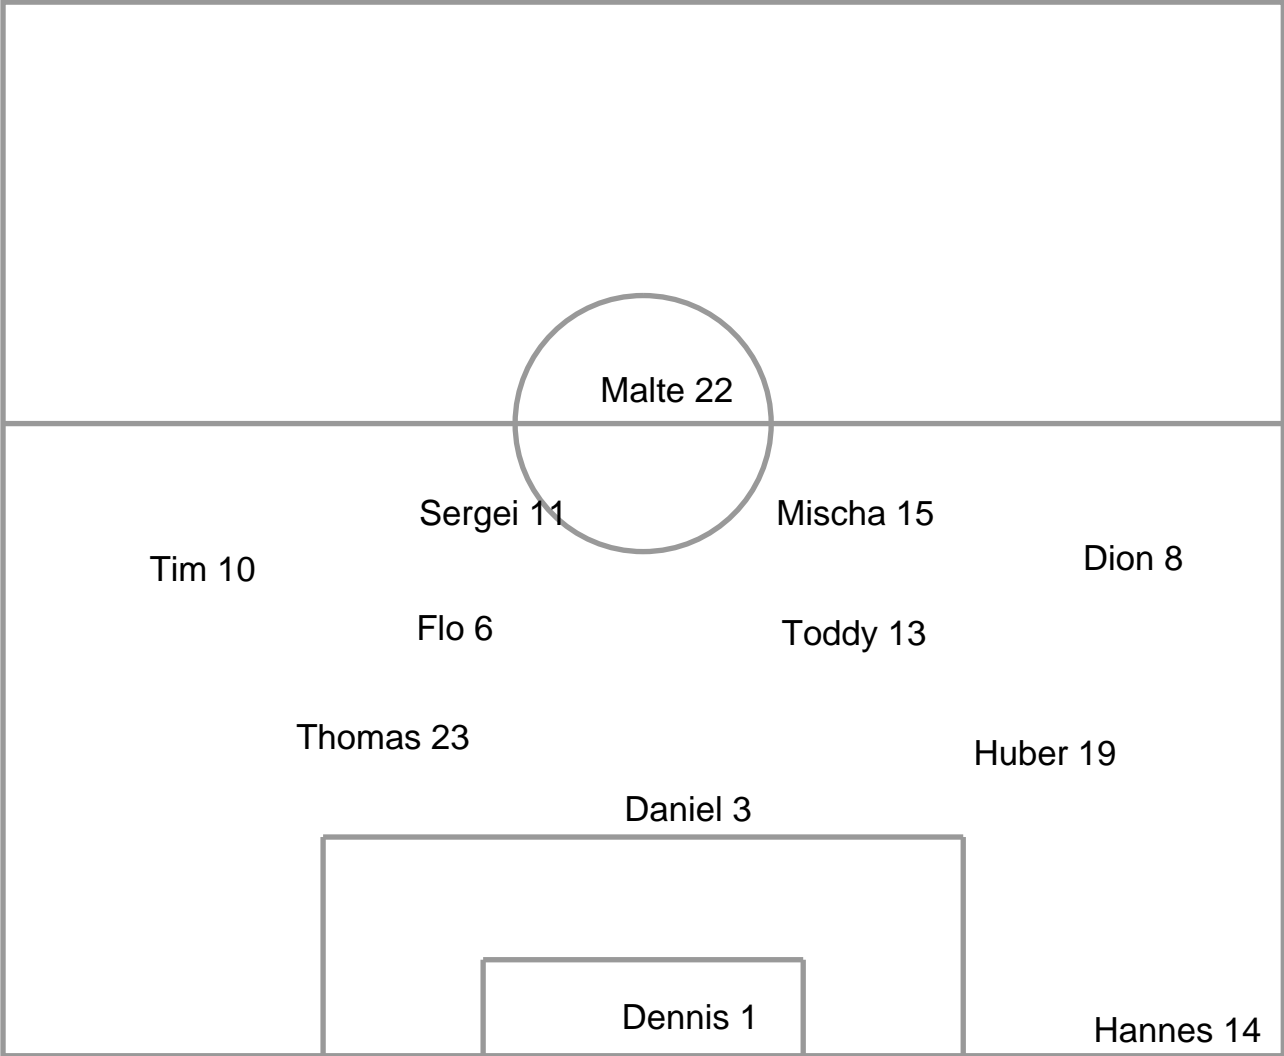 Malte 22
Sergei 11
Mischa 15
Dion 8
Tim 10
Flo 6
Toddy 13
Thomas 23
Huber 19
Daniel 3
Dennis 1
Hannes 14